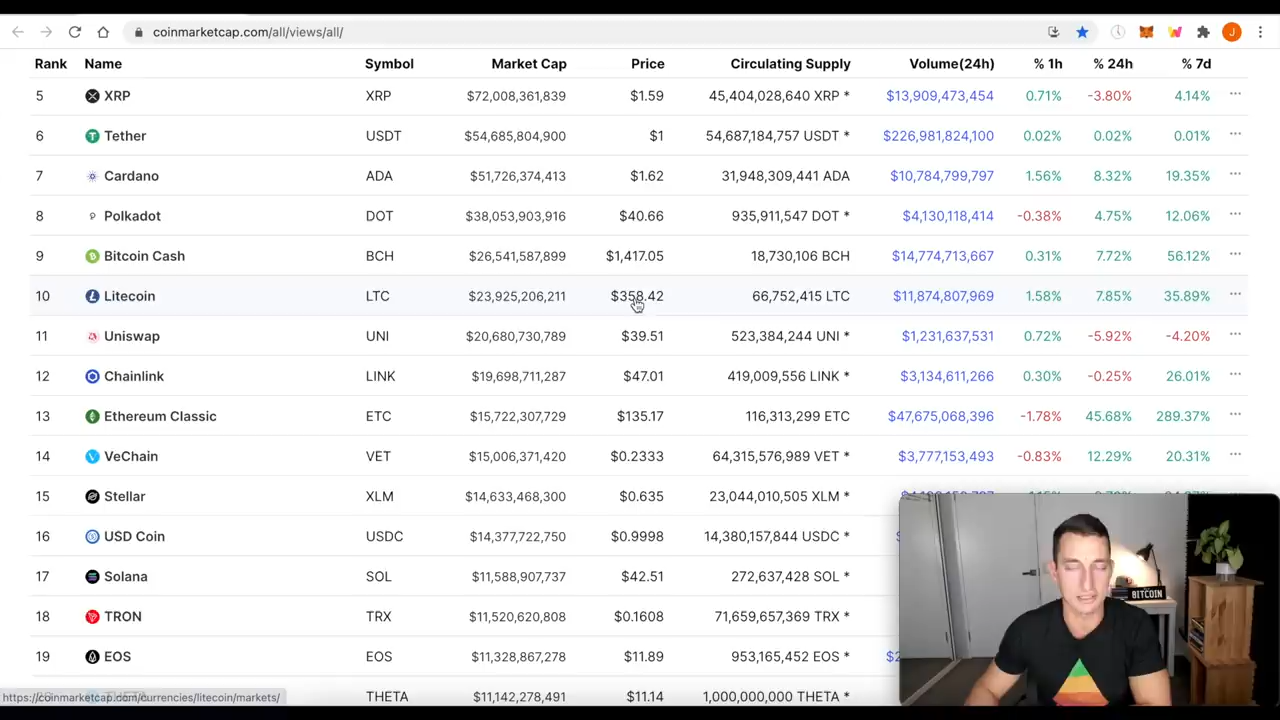 coinmarketcap.com/all/views/all/
J
Rank Name Symbol Market Cap Price Circulating Supply Volume(24h) % 1h % 24h % 7d
5 XRP XRP $72,008,361,839 $1.59 45,404,028,640 XRP * $13,909,473,454 0.71% -3.80% 4.14%
6 Tether USDT $54,685,804,900 $1 54,687,184,757 USDT * $226,981,824,100 0.02% 0.02% 0.01%
7 Cardano ADA $51,726,374,413 $1.62 31,948,309,441 ADA $10,784,799,797 1.56% 8.32% 19.35%
8 Polkadot DOT $38,053,903,916 $40.66 935,911,547 DOT * $4,130,118,414 -0.38% 4.75% 12.06%
9 Bitcoin Cash BCH $26,541,587,899 $1,417.05 18,730,106 BCH $14,774,713,667 0.31% 7.72% 56.12%
10 Litecoin LTC $23,925,206,211 $358.42 66,752,415 LTC $11,874,807,969 1.58% 7.85% 35.89%
11 Uniswap UNI $20,680,730,789 $39.51 523,384,244 UNI * $1,231,637,531 0.72% -5.92% -4.20%
12 Chainlink LINK $19,698,711,287 $47.01 419,009,556 LINK * $3,134,611,266 0.30% -0.25% 26.01%
13 Ethereum Classic ETC $15,722,307,729 $135.17 116,313,299 ETC $47,675,068,396 -1.78% 45.68% 289.37%
14 VeChain VET $15,006,371,420 $0.2333 64,315,576,989 VET * $3,777,153,493 -0.83% 12.29% 20.31%
15 Stellar XLM $14,633,468,300 $0.635 23,044,010,505 XLM *
16 USD Coin USDC $14,377,722,750 $0.9998 14,380,157,844 USDC *
17 Solana SOL $11,588,907,737 $42.51 272,637,428 SOL *
18 TRON TRX $11,520,620,808 $0.1608 71,659,657,369 TRX *
19 EOS EOS $11,328,867,278 $11.89 953,165,452 EOS *
THETA $11,142,278,491 $11.14 1,000,000,000 THETA *
https://coinmarketcap.com/currencies/litecoin/markets/
BITCOIN